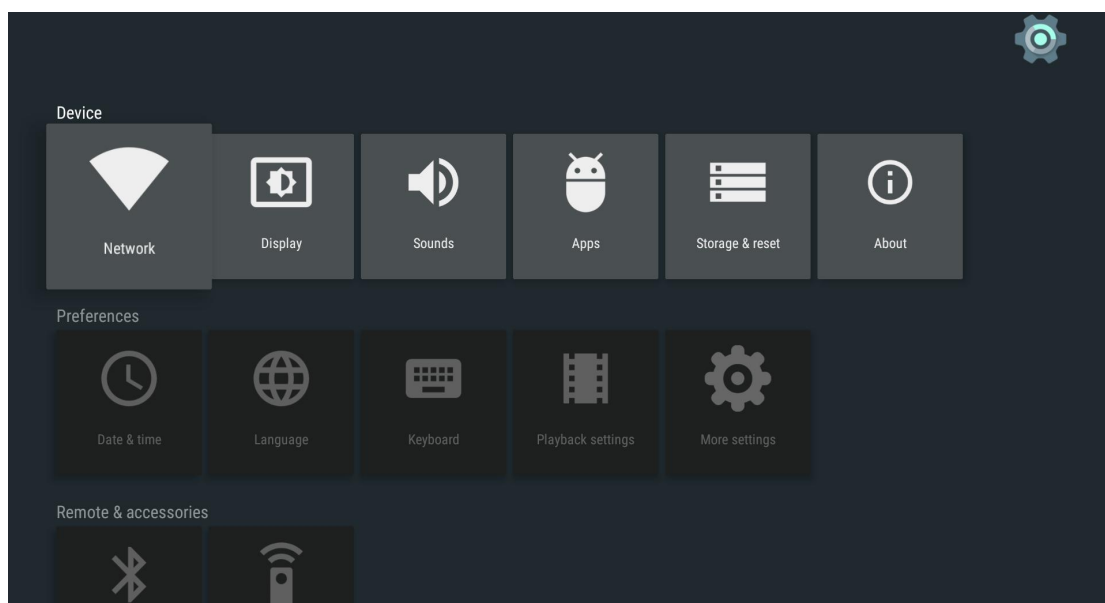 Device
Network
Display
Sounds
Apps
Storage & reset
About
Preferences
Date & time
Language
Keyboard
Playback settings
More settings
Remote & accessories